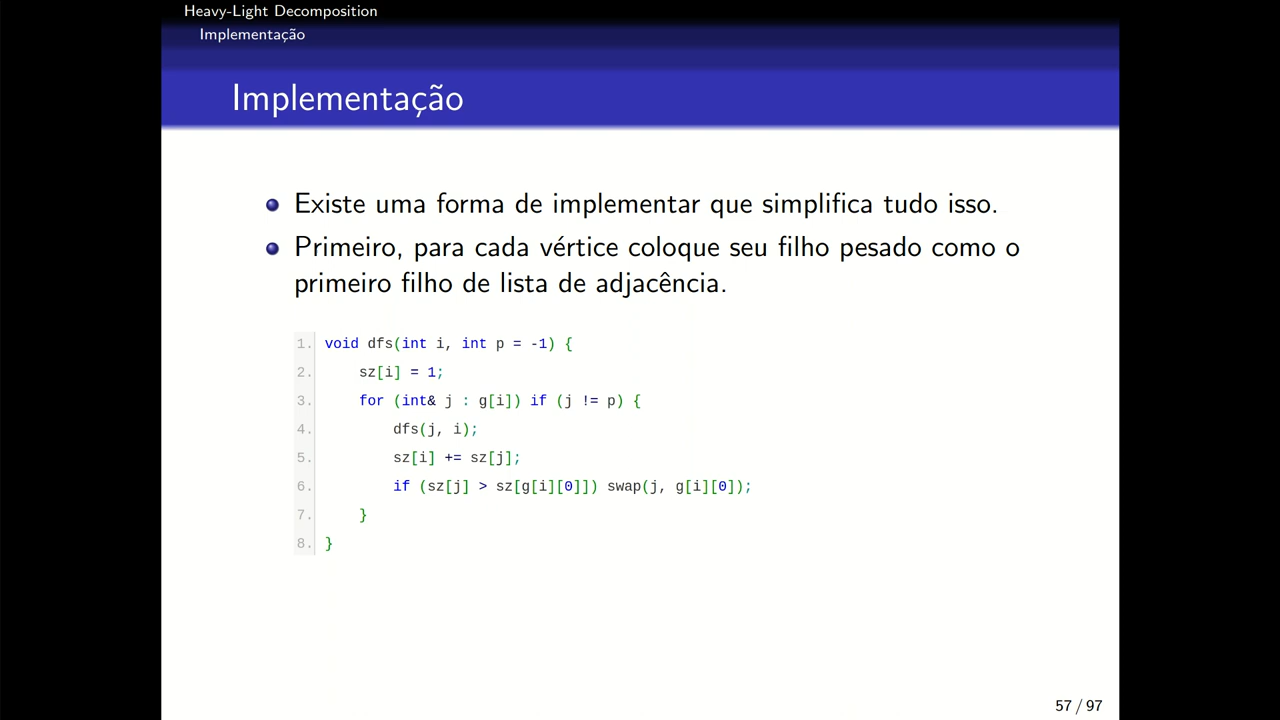 Heavy-Light Decomposition
Implementação
Implementação
Existe uma forma de implementar que simplifica tudo isso.
Primeiro, para cada vértice coloque seu filho pesado como o
primeiro filho de lista de adjacência.
1. void dfs(int i, int p = -1) {
2.     sz[i] = 1;
3.     for (int& j : g[i]) if (j != p) {
4.         dfs(j, i);
5.         sz[i] += sz[j];
6.         if (sz[j] > sz[g[i][0]]) swap(j, g[i][0]);
7.     }
8. }
57 / 97